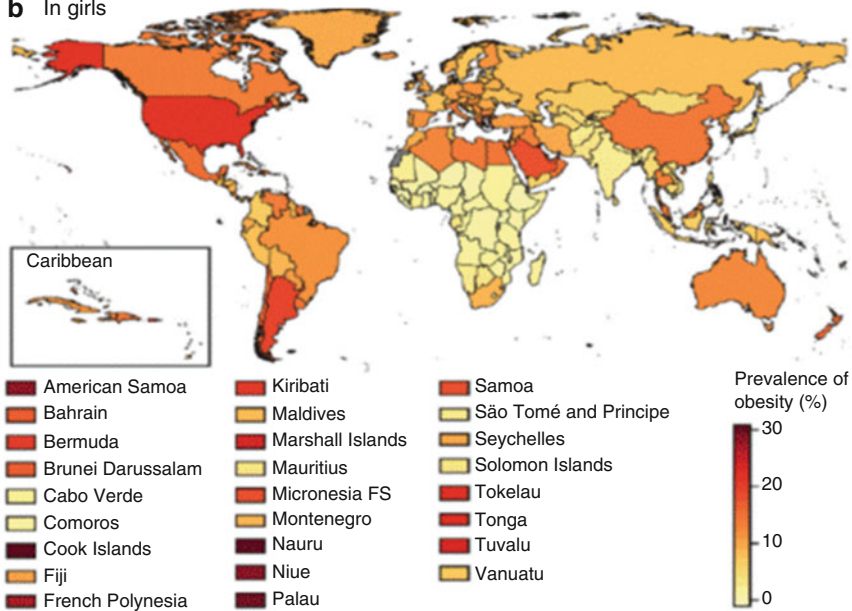 b In girls
Caribbean
American Samoa
Bahrain
Bermuda
Brunei Darussalam
Cabo Verde
Comoros
Cook Islands
Fiji
French Polynesia
Kiribati
Maldives
Marshall Islands
Mauritius
Micronesia FS
Montenegro
Nauru
Niue
Palau
Samoa
Säo Tomé and Principe
Seychelles
Solomon Islands
Tokelau
Tonga
Tuvalu
Vanuatu
Prevalence of
obesity (%)
30
20
10
0